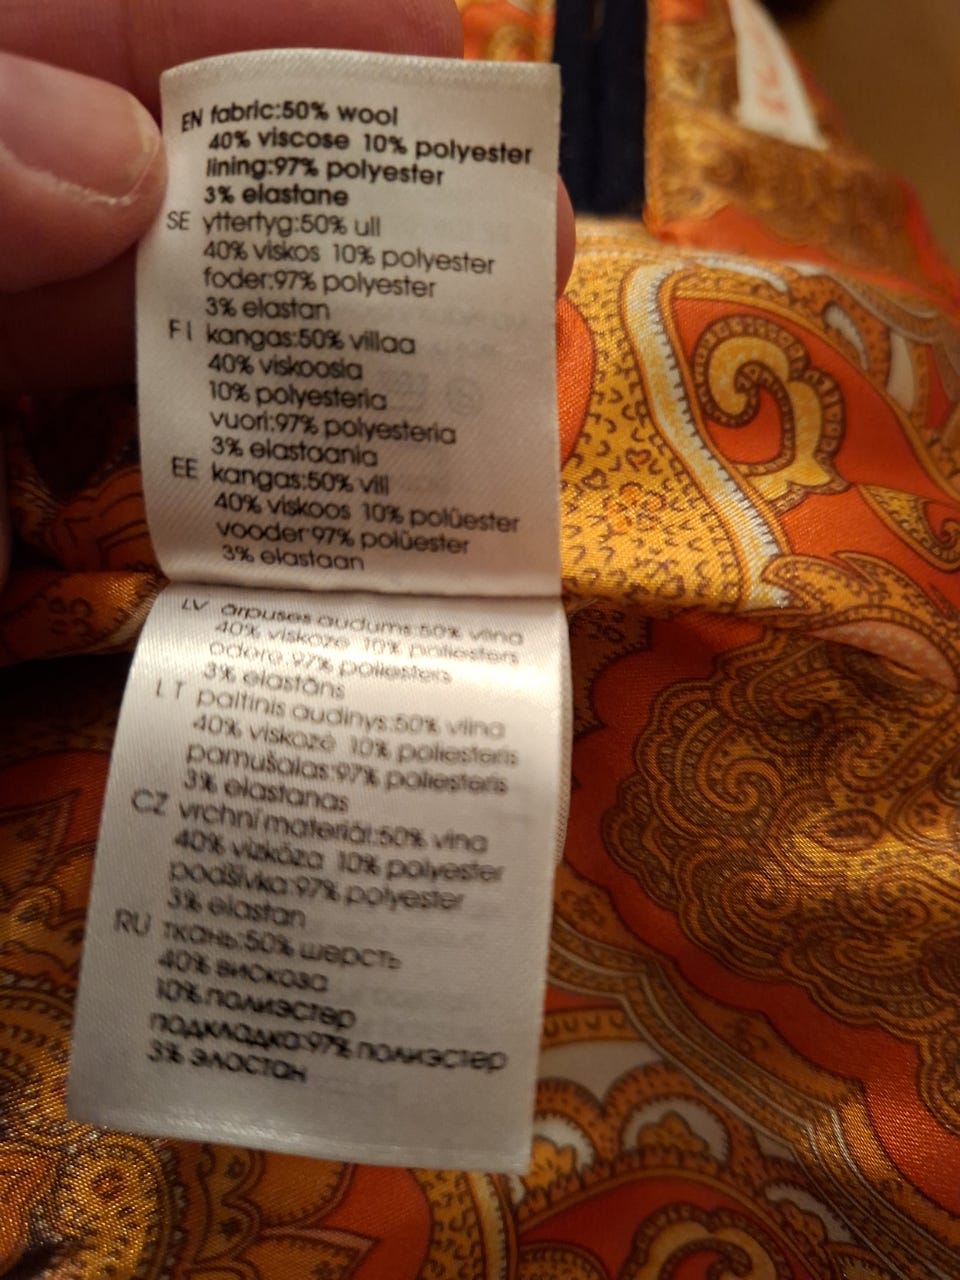 EN fabric:50% wool
40% viscose 10% polyester
lining:97% polyester
3% elastane
SE yttertyg:50% ull
40% viskos 10% polyester
foder:97% polyester
3% elastan
FI kangas:50% villaa
40% viskoosia
10% polyesteria
vuori:97% polyesteria
3% elastaania
EE kangas:50% vill
40% viskoos 10% polüester
vooder:97% polüester
3% elastaan
LV ārpuses audums:50% vilna
40% viskoze 10% poliesters
odere:97% poliesters
3% elastāns
LT paltinis audinys:50% vilna
40% viskozė 10% poliesteris
pamušalas:97% poliesteris
3% elastanas
CZ vrchní materiál:50% vlna
40% vizkóza 10% polyester
podšívka:97% polyester
3% elastan
RU ткань:50% шерсть
40% вискоза
10% полиэстер
подкладка:97% полиэстер
3% эластан